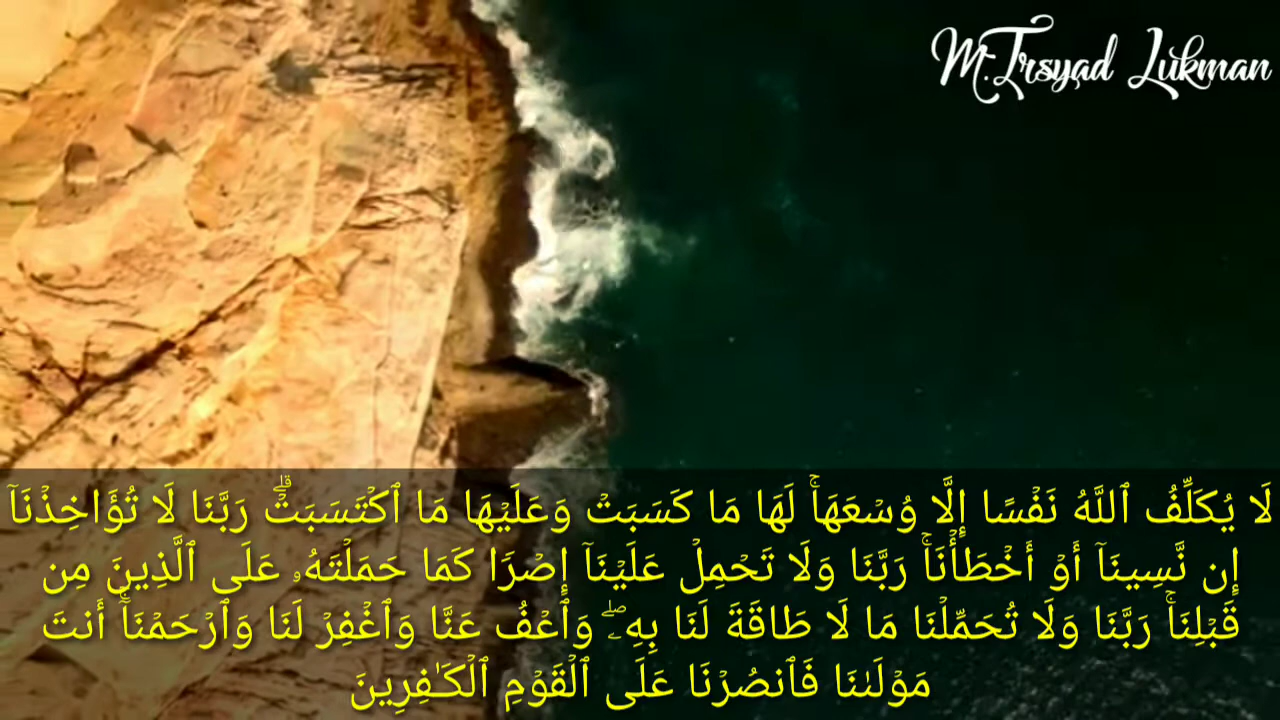 M.Irsyad Lukman
لَا يُكَلِّفُ ٱللَّهُ نَفۡسًا إِلَّا وُسۡعَهَاۚ لَهَا مَا كَسَبَتۡ وَعَلَيۡهَا مَا ٱكۡتَسَبَتۡۗ رَبَّنَا لَا تُؤَاخِذۡنَآ
إِن نَّسِينَآ أَوۡ أَخۡطَأۡنَاۚ رَبَّنَا وَلَا تَحۡمِلۡ عَلَيۡنَآ إِصۡرٗا كَمَا حَمَلۡتَهُۥ عَلَى ٱلَّذِينَ مِن
قَبۡلِنَاۚ رَبَّنَا وَلَا تُحَمِّلۡنَا مَا لَا طَاقَةَ لَنَا بِهِۦۖ وَٱعۡفُ عَنَّا وَٱغۡفِرۡ لَنَا وَٱرۡحَمۡنَآۚ أَنتَ
مَوۡلَىٰنَا فَٱنصُرۡنَا عَلَى ٱلۡقَوۡمِ ٱلۡكَٰفِرِينَ